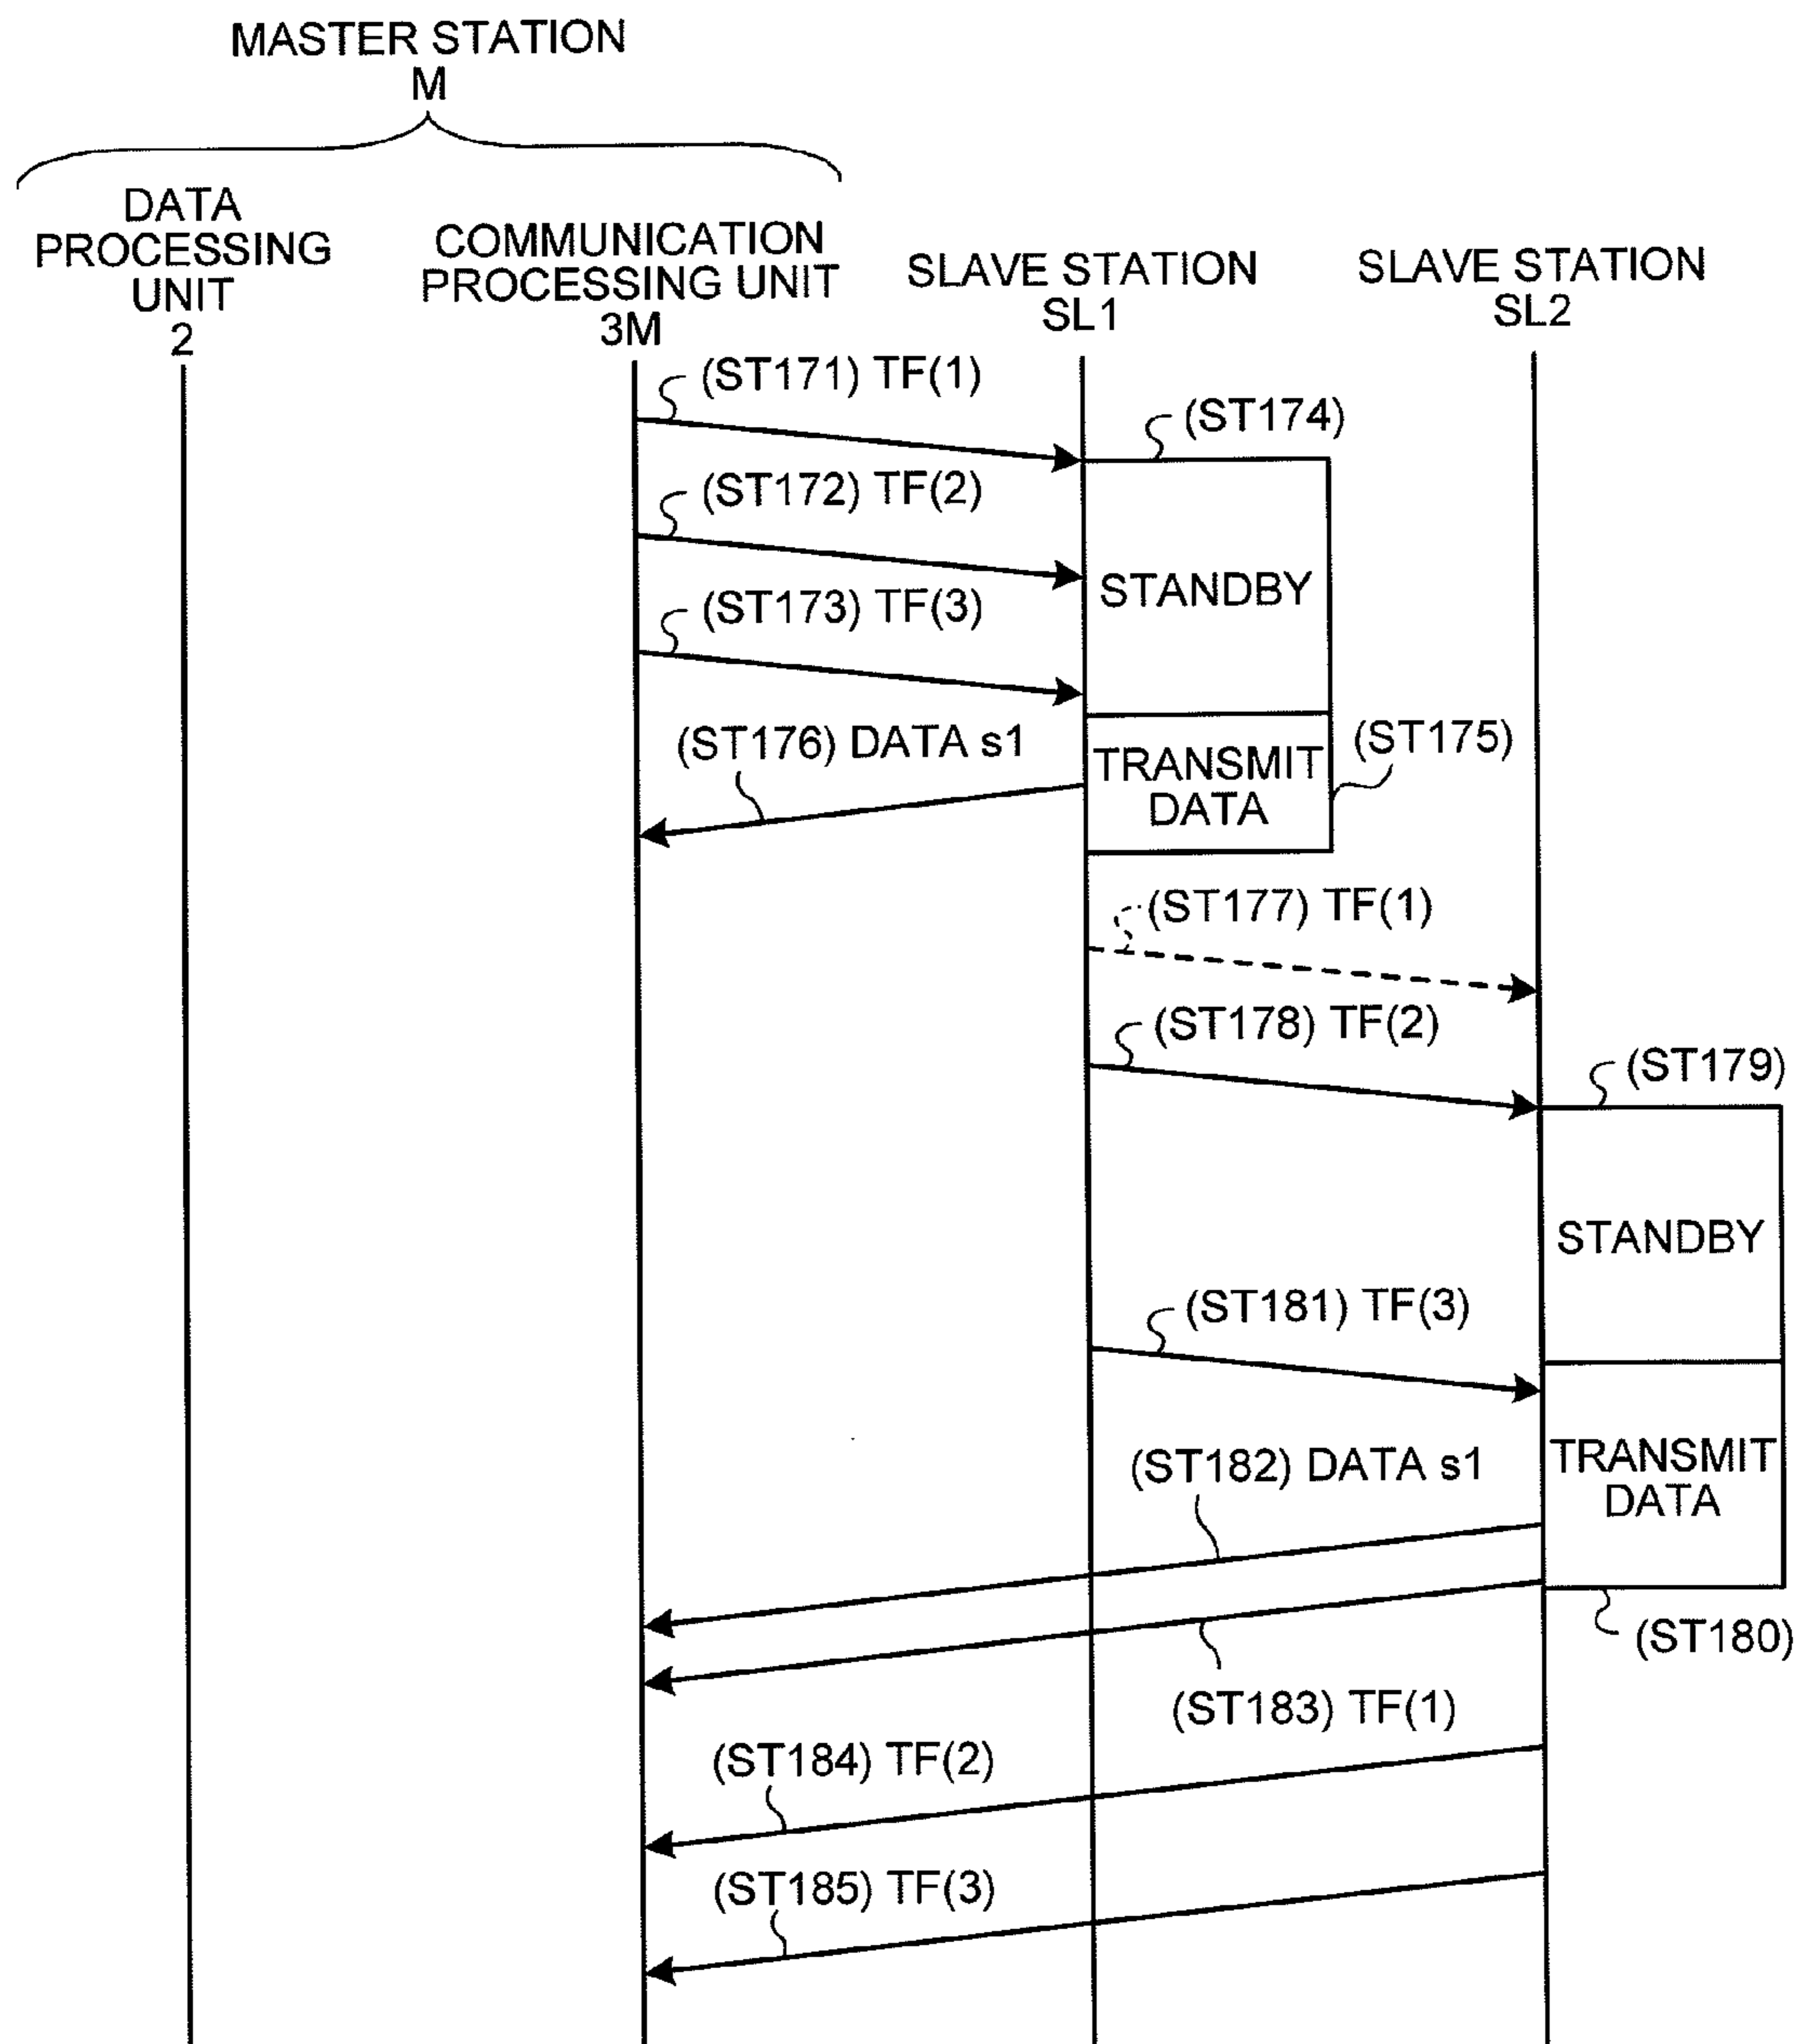 MASTER STATION
M
DATA
PROCESSING
UNIT
2
COMMUNICATION
PROCESSING UNIT
3M
SLAVE STATION
SL1
SLAVE STATION
SL2
(ST171) TF(1)
(ST174)
(ST172) TF(2)
STANDBY
(ST173) TF(3)
(ST176) DATA s1
(ST175)
TRANSMIT
DATA
(ST177) TF(1)
(ST178) TF(2)
(ST179)
STANDBY
(ST181) TF(3)
(ST182) DATA s1
TRANSMIT
DATA
(ST180)
(ST183) TF(1)
(ST184) TF(2)
(ST185) TF(3)